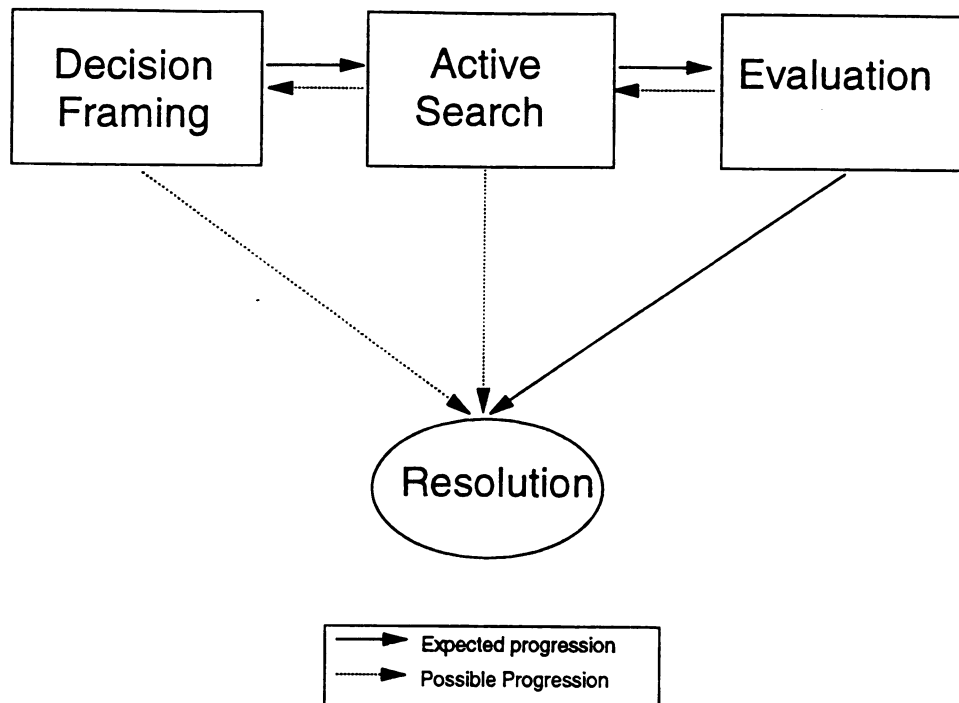 Decision
Framing
Active
Search
Evaluation
Resolution
Expected progression
Possible Progression